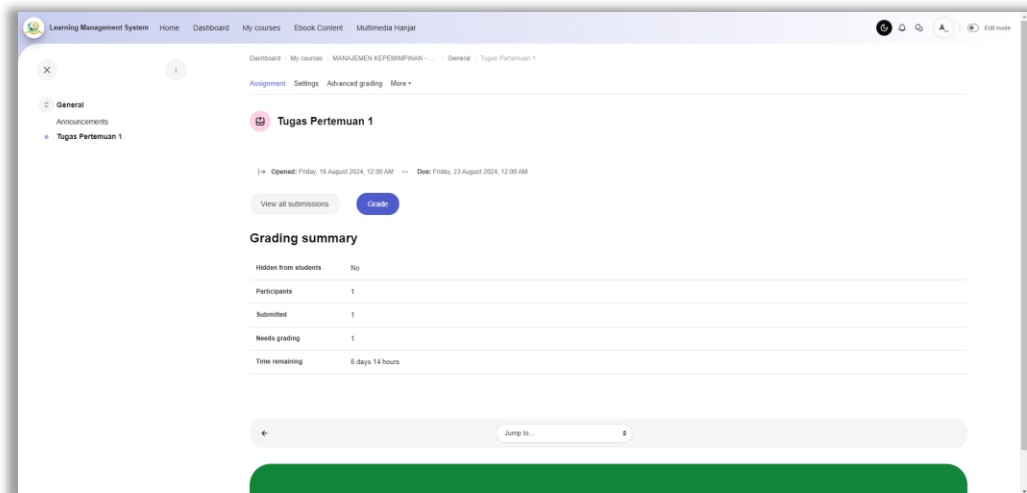 Learning Management System Home Dashboard My courses Ebook Content Multimedia Hanjar A_ Edit mode
Dashboard My courses MANAJEMEN KEPEMIMPINAN - ... General Tugas Pertemuan 1
Assignment Settings Advanced grading More
General
Announcements
Tugas Pertemuan 1
Tugas Pertemuan 1
Opened: Friday, 16 August 2024, 12:00 AM Due: Friday, 23 August 2024, 12:00 AM
View all submissions Grade
Grading summary
Hidden from students No
Participants 1
Submitted 1
Needs grading 1
Time remaining 6 days 14 hours
Jump to...